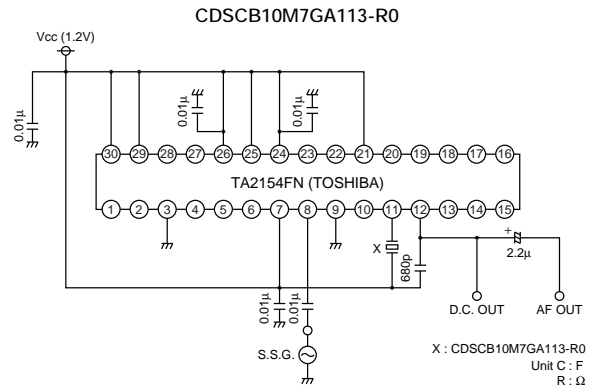 CDSCB10M7GA113-R0
Vcc (1.2V)
0.01µ
0.01µ
0.01µ
30 29 28 27 26 25 24 23 22 21 20 19 18 17 16
TA2154FN (TOSHIBA)
1 2 3 4 5 6 7 8 9 10 11 12 13 14 15
X
680p
+
2.2µ
0.01µ
0.01µ
D.C. OUT
AF OUT
S.S.G.
X : CDSCB10M7GA113-R0
Unit C : F
R : Ω